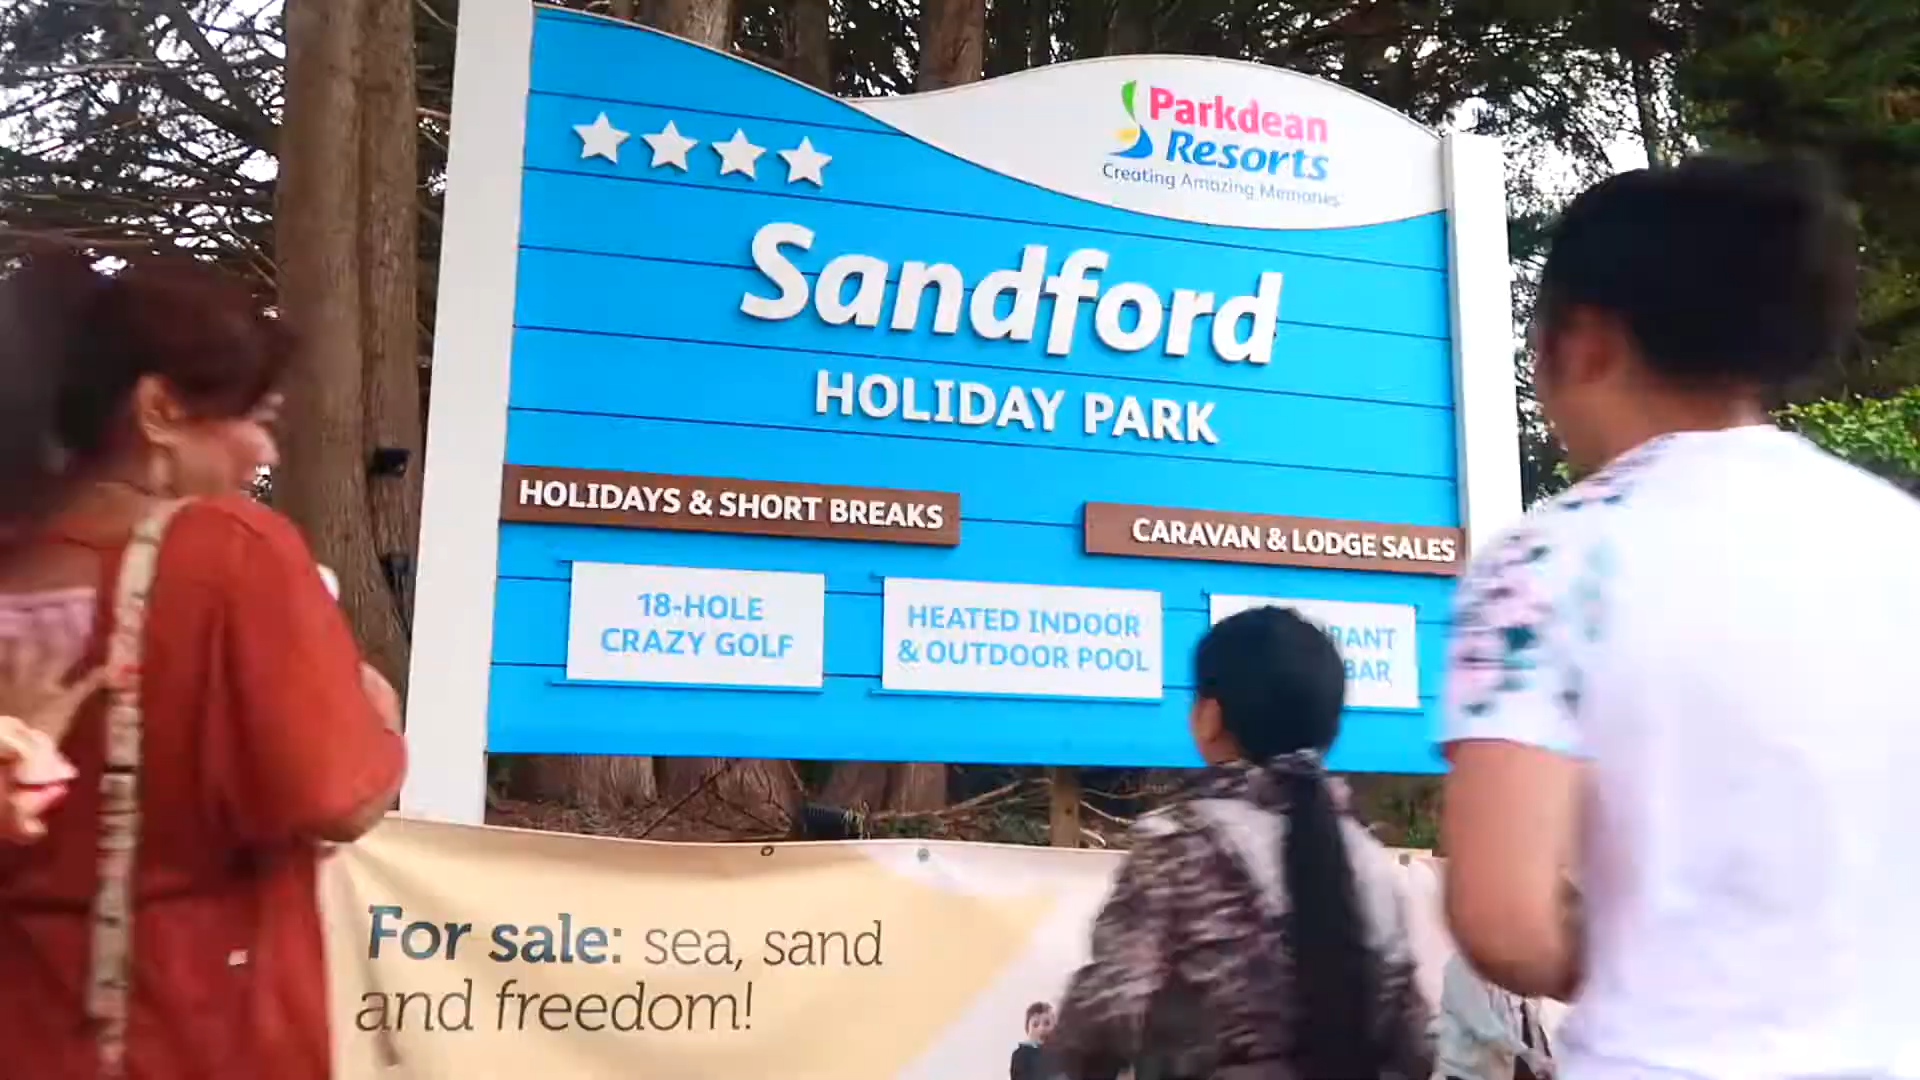 Parkdean
Resorts
Creating Amazing Memories
Sandford
HOLIDAY PARK
HOLIDAYS & SHORT BREAKS
CARAVAN & LODGE SALES
18-HOLE
CRAZY GOLF
HEATED INDOOR
& OUTDOOR POOL
BAR
For sale: sea, sand
and freedom!